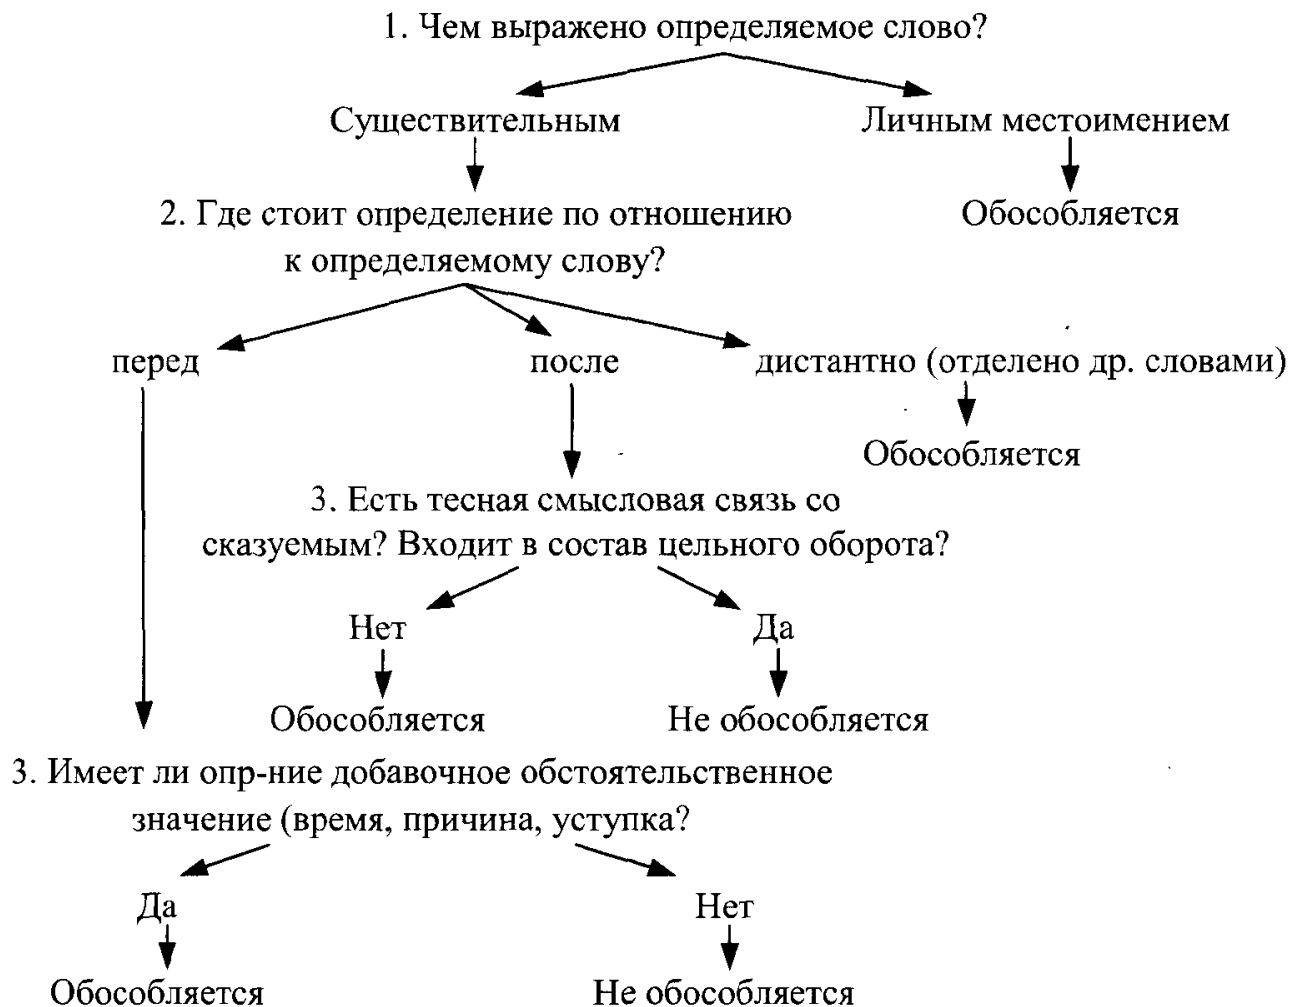 1. Чем выражено определяемое слово?
Существительным
Личным местоимением
2. Где стоит определение по отношению
к определяемому слову?
Обособляется
перед
после
дистантно (отделено др. словами)
Обособляется
3. Есть тесная смысловая связь со
сказуемым? Входит в состав цельного оборота?
Нет
Да
Обособляется
Не обособляется
3. Имеет ли опр-ние добавочное обстоятельственное
значение (время, причина, уступка?
Да
Нет
Обособляется
Не обособляется